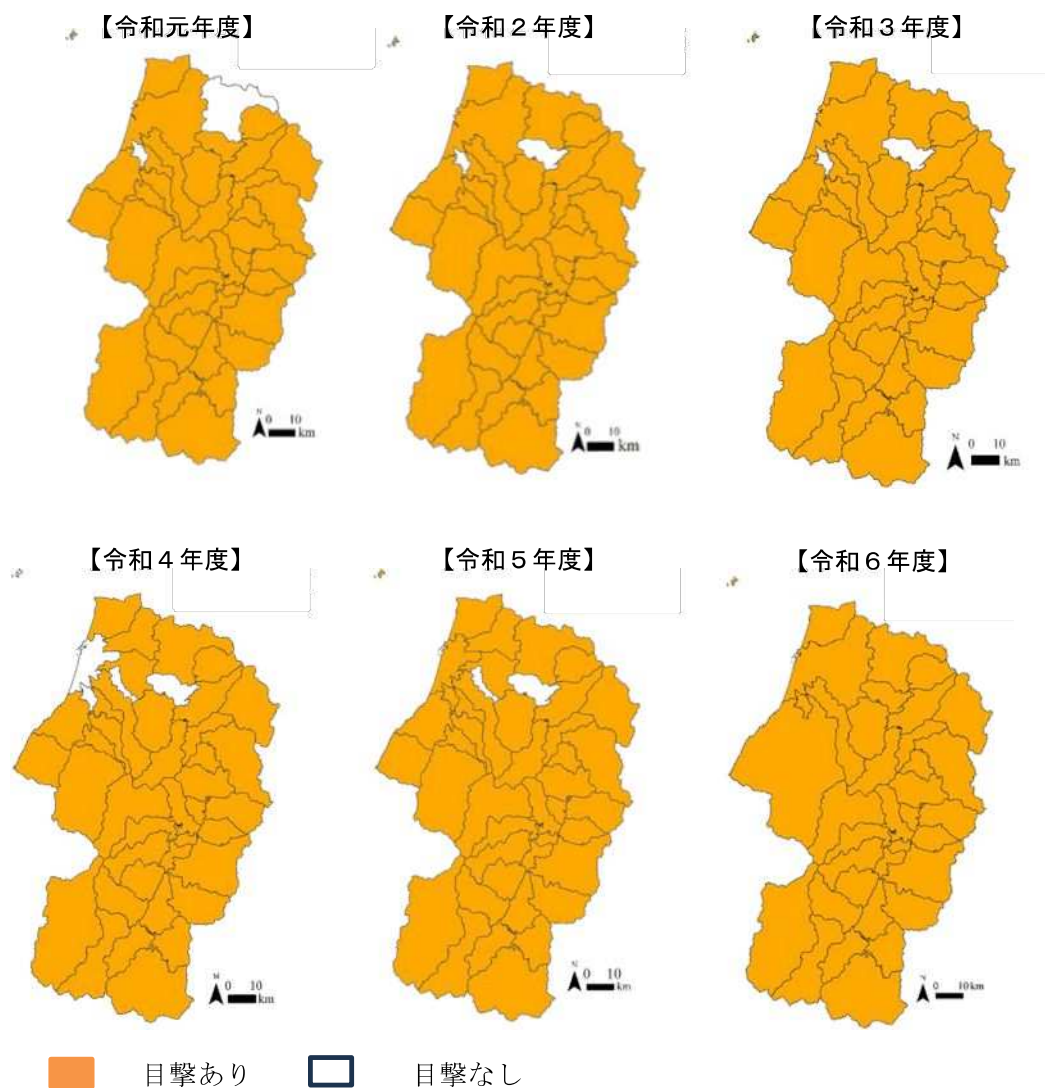 【令和元年度】
【令和２年度】
【令和３年度】
N 0 10 km
N 0 10 km
N 0 10 km
【令和４年度】
【令和５年度】
【令和６年度】
N 0 10 km
N 0 10 km
N 0 10km
目撃あり
目撃なし